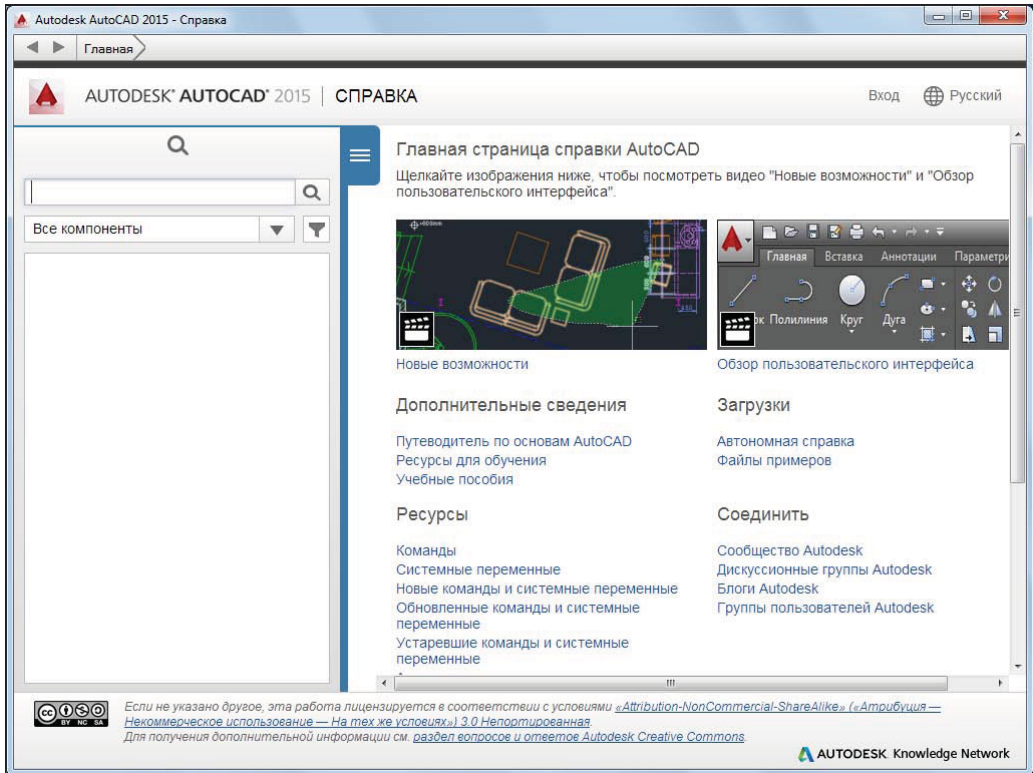 Autodesk AutoCAD 2015 - Справка
Главная
AUTODESK® AUTOCAD® 2015 | СПРАВКА
Вход
Русский
Все компоненты
Главная страница справки AutoCAD
Щелкайте изображения ниже, чтобы посмотреть видео "Новые возможности" и "Обзор
пользовательского интерфейса".
Главная Вставка Аннотации Параметри
Полилиния Круг Дуга
Новые возможности
Обзор пользовательского интерфейса
Дополнительные сведения
Путеводитель по основам AutoCAD
Ресурсы для обучения
Учебные пособия
Загрузки
Автономная справка
Файлы примеров
Ресурсы
Команды
Системные переменные
Новые команды и системные переменные
Обновленные команды и системные
переменные
Устаревшие команды и системные
переменные
Соединить
Сообщество Autodesk
Дискуссионные группы Autodesk
Блоги Autodesk
Группы пользователей Autodesk
cc BY NC SA
Если не указано другое, эта работа лицензируется в соответствии с условиями «Attribution-NonCommercial-ShareAlike» («Атрибуция —
Некоммерческое использование — На тех же условиях») 3.0 Непортированная.
Для получения дополнительной информации см. раздел вопросов и ответов Autodesk Creative Commons.
AUTODESK. Knowledge Network